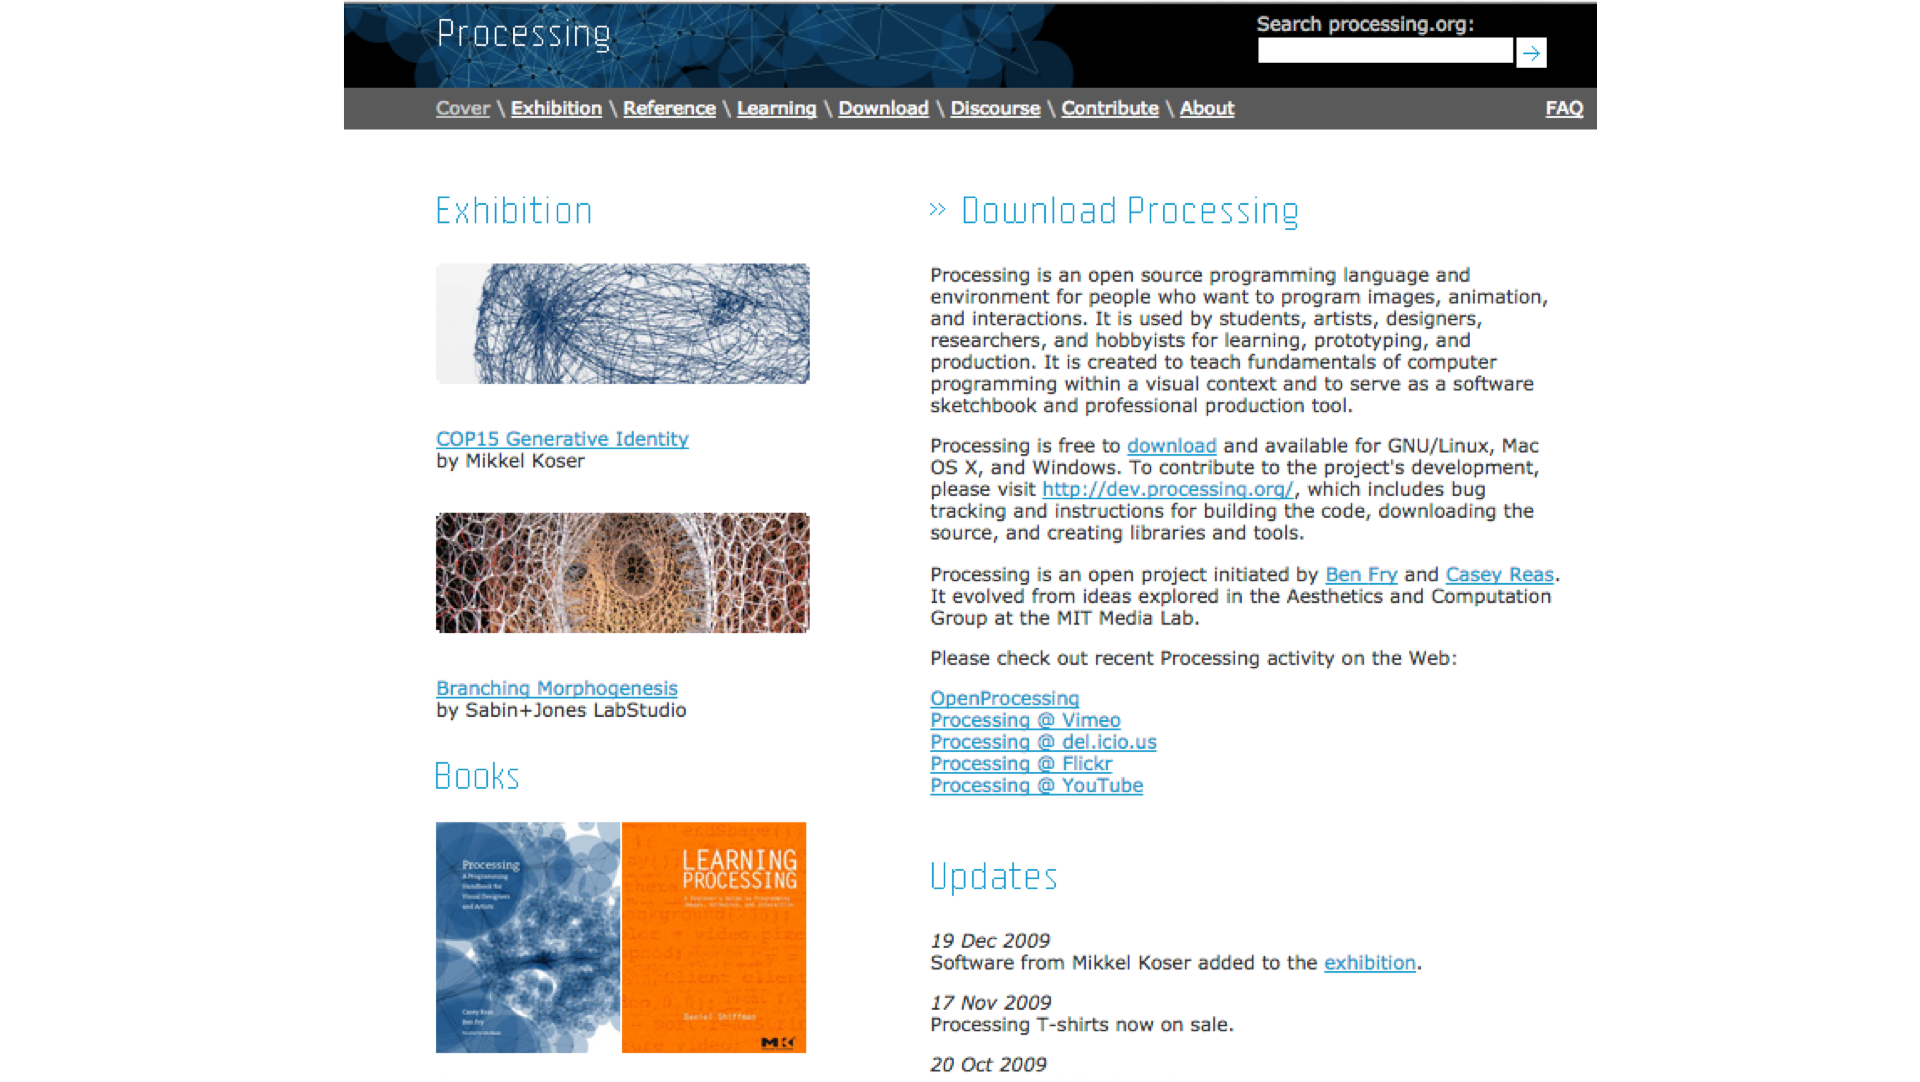 Processing
Search processing.org:
Cover \ Exhibition \ Reference \ Learning \ Download \ Discourse \ Contribute \ About
FAQ
Exhibition
COP15 Generative Identity
by Mikkel Koser
Branching Morphogenesis
by Sabin+Jones LabStudio
Books
Processing
A Programming
Handbook for
Visual Designers
and Artists
Casey Reas
Ben Fry
LEARNING
PROCESSING
A Beginner's Guide to Programming
Images, Animation, and Interaction
Daniel Shiffman
MK
» Download Processing
Processing is an open source programming language and
environment for people who want to program images, animation,
and interactions. It is used by students, artists, designers,
researchers, and hobbyists for learning, prototyping, and
production. It is created to teach fundamentals of computer
programming within a visual context and to serve as a software
sketchbook and professional production tool.
Processing is free to download and available for GNU/Linux, Mac
OS X, and Windows. To contribute to the project's development,
please visit http://dev.processing.org/, which includes bug
tracking and instructions for building the code, downloading the
source, and creating libraries and tools.
Processing is an open project initiated by Ben Fry and Casey Reas.
It evolved from ideas explored in the Aesthetics and Computation
Group at the MIT Media Lab.
Please check out recent Processing activity on the Web:
OpenProcessing
Processing @ Vimeo
Processing @ del.icio.us
Processing @ Flickr
Processing @ YouTube
Updates
19 Dec 2009
Software from Mikkel Koser added to the exhibition.
17 Nov 2009
Processing T-shirts now on sale.
20 Oct 2009